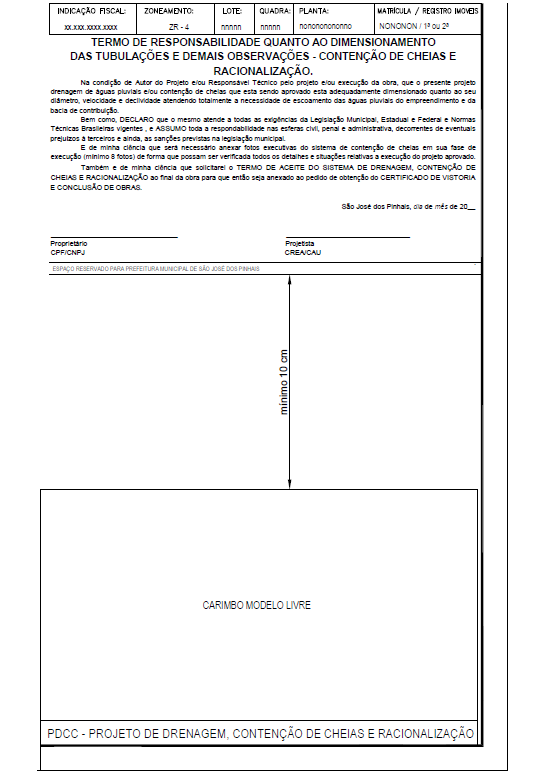 INDICAÇÃO FISCAL: ZONEAMENTO: LOTE: QUADRA: PLANTA: MATRÍCULA / REGISTRO IMOVEIS
xx.xxx.xxxx.xxxx ZR - 4 nnnnn nnnnn nononononono NONONON / 1ª ou 2ª
TERMO DE RESPONSABILIDADE QUANTO AO DIMENSIONAMENTO
DAS TUBULAÇÕES E DEMAIS OBSERVAÇÕES - CONTENÇÃO DE CHEIAS E
RACIONALIZAÇÃO.
Na condição de Autor do Projeto e/ou Responsável Técnico pelo projeto e/ou execução da obra, que o presente projeto
drenagem de águas pluviais e/ou contenção de cheias que esta sendo aprovado esta adequadamente dimensionado quanto ao seu
diâmetro, velocidade e declividade atendendo totalmente a necessidade de escoamento das águas pluviais do empreendimento e da
bacia de contribuição.
Bem como, DECLARO que o mesmo atende a todas as exigências da Legislação Municipal, Estadual e Federal e Normas
Técnicas Brasileiras vigentes , e ASSUMO toda a respondabilidade nas esferas civil, penal e administrativa, decorrentes de eventuais
prejuízos à terceiros e ainda, as sanções previstas na legislação municipal.
E de minha ciência que será necessário anexar fotos executivas do sistema de contenção de cheias em sua fase de
execução (mínimo 8 fotos) de forma que possam ser verificada todos os detalhes e situações relativas a execução do projeto aprovado.
Também e de minha ciência que solicitarei o TERMO DE ACEITE DO SISTEMA DE DRENAGEM, CONTENÇÃO DE
CHEIAS E RACIONALIZAÇÃO ao final da obra para que então seja anexado ao pedido de obtenção do CERTIFICADO DE VISTORIA
E CONCLUSÃO DE OBRAS.
São José dos Pinhais, dia de mês de 20__
Proprietário Projetista
CPF/CNPJ CREA/CAU
ESPAÇO RESERVADO PARA PREFEITURA MUNICIPAL DE SÃO JOSÉ DOS PINHAIS
mínimo 10 cm
CARIMBO MODELO LIVRE
PDCC - PROJETO DE DRENAGEM, CONTENÇÃO DE CHEIAS E RACIONALIZAÇÃO